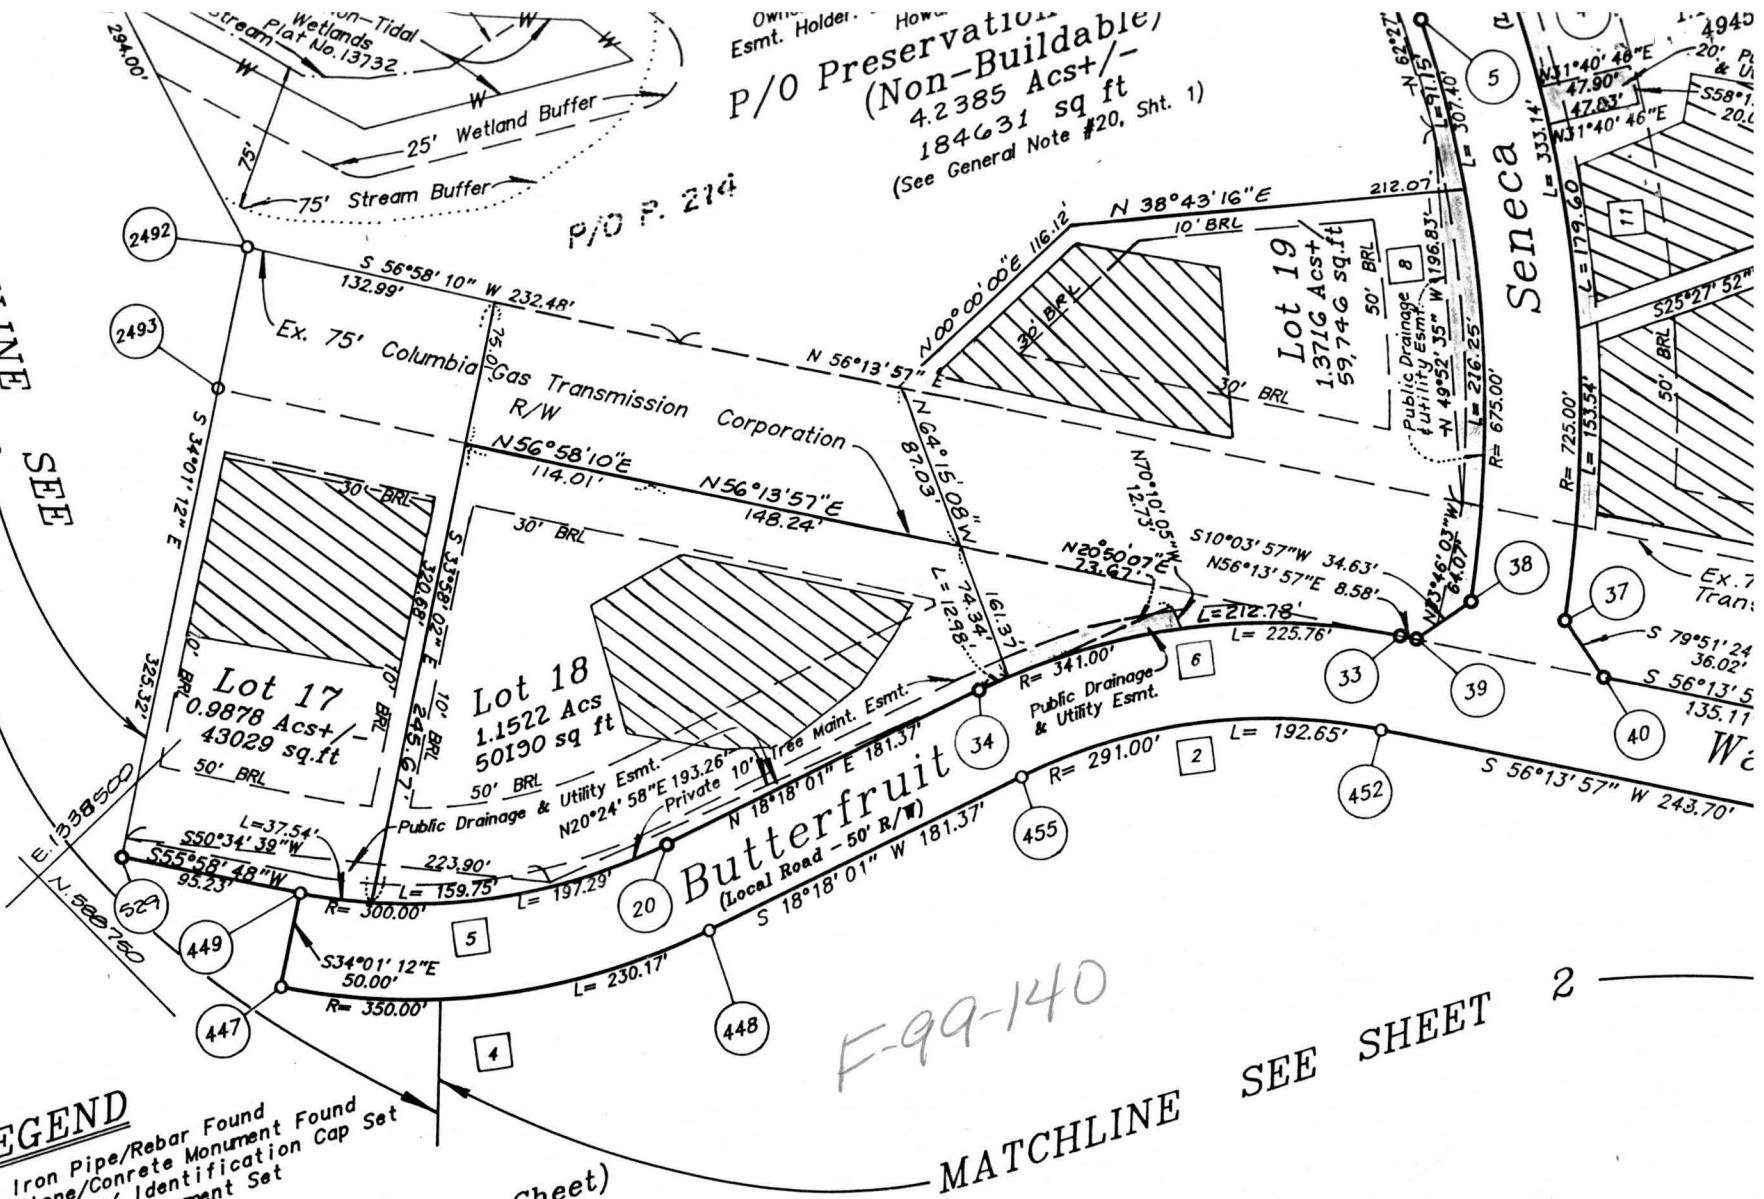 294.00'
Stream
Wetlands
Plat No.13732
Tidal
W
W
W
W
25' Wetland Buffer
75'
75' Stream Buffer
Esmt. Holder:
P/O Preservation
(Non-Buildable)
4.2385 Acs+/-
184631 sq ft
(See General Note #20, Sht. 1)
P/O P. 214
2492
2493
S 56°58' 10" W 232.48'
132.99'
Ex. 75' Columbia Gas Transmission Corporation
R/W
75.01'
N56°58'10"E
114.01'
N56°13'57"E
148.24'
N 56°13'57" E
N 00°00'00"E 116.12'
N 38°43'16"E
212.07'
10' BRL
30' BRL
30' BRL
50' BRL
Lot 19
1.3716 Acs+
59,746 sq.ft
8
Public Drainage
& Utility Esmt.
N 49°52' 35" W 196.83'
L= 216.25'
R= 675.00'
L= 307.40'
L=91.15'
5
Seneca
L= 333.14'
L= 179.60
R= 725.00'
L= 153.54'
N31°40' 46"E
47.90'
47.83'
N31°40' 46"E
4945
20'
S58°1
11
S25°27' 52"
50' BRL
SEE
S 34°01' 12" E
325.32'
30' BRL
10' BRL
10' BRL
Lot 17
0.9878 Acs+/-
43029 sq.ft
50' BRL
S 33°58' 02" E
320.68'
245.67'
10' BRL
30' BRL
Lot 18
1.1522 Acs
50190 sq ft
50' BRL
N 64°15' 08"W
87.03'
161.37'
74.34'
L= 12.98'
N20°50'07"E
73.67'
N70°10' 05"W
12.73'
S10°03' 57"W 34.63'
N56°13' 57"E 8.58'
64.07'
38
37
33
39
40
S 79°51' 24
36.02'
S 56°13' 5
135.11
L=212.78'
L= 225.76'
R= 341.00'
6
Public Drainage
& Utility Esmt.
34
Public Drainage & Utility Esmt.
N20°24' 58"E 193.26'
Private 10' Tree Maint. Esmt.
N 18°18' 01" E 181.37'
Butterfruit
(Local Road - 50' R/W)
S 18°18' 01" W 181.37'
R= 291.00'
L= 192.65'
2
452
455
S 56°13' 57" W 243.70'
E.1338500
N.588750
L=37.54'
S50°34' 39"W
S55°58' 48"W
95.23'
529
449
223.90'
L= 159.75'
L= 197.29'
R= 300.00'
5
20
S34°01' 12"E
50.00'
447
R= 350.00'
L= 230.17'
448
4
F-99-140
MATCHLINE SEE SHEET 2
Iron Pipe/Rebar Found
Monument Found
Identification Cap Set
Set